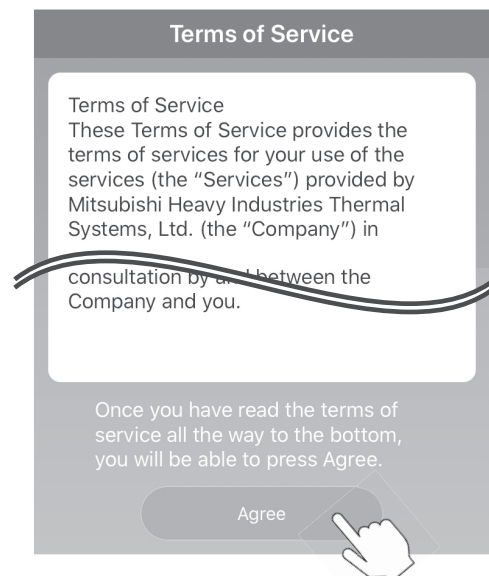 Terms of Service
Terms of Service
These Terms of Service provides the
terms of services for your use of the
services (the “Services”) provided by
Mitsubishi Heavy Industries Thermal
Systems, Ltd. (the “Company”) in
consultation by and between the
Company and you.
Once you have read the terms of
service all the way to the bottom,
you will be able to press Agree.
Agree